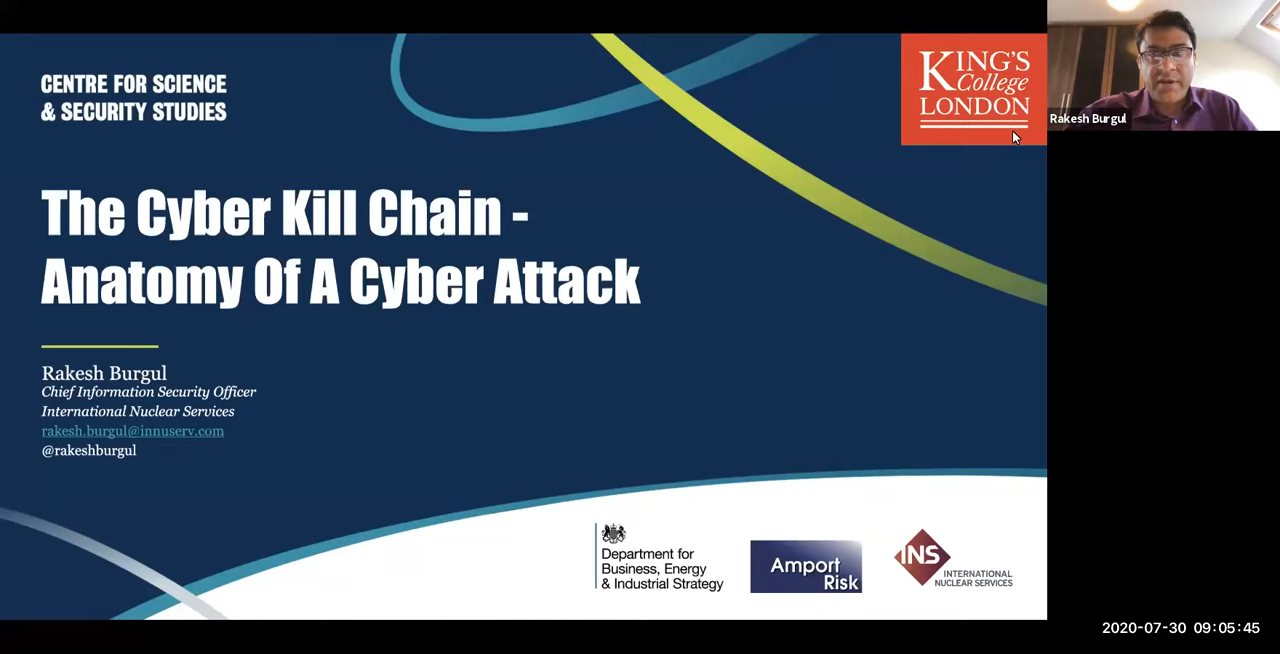 CENTRE FOR SCIENCE
& SECURITY STUDIES
KING'S
College
LONDON
Rakesh Burgul
The Cyber Kill Chain -
Anatomy Of A Cyber Attack
Rakesh Burgul
Chief Information Security Officer
International Nuclear Services
rakesh.burgul@innuserv.com
@rakeshburgul
Department for
Business, Energy
& Industrial Strategy
Amport
Risk
INS
INTERNATIONAL
NUCLEAR SERVICES
2020-07-30 09:05:45